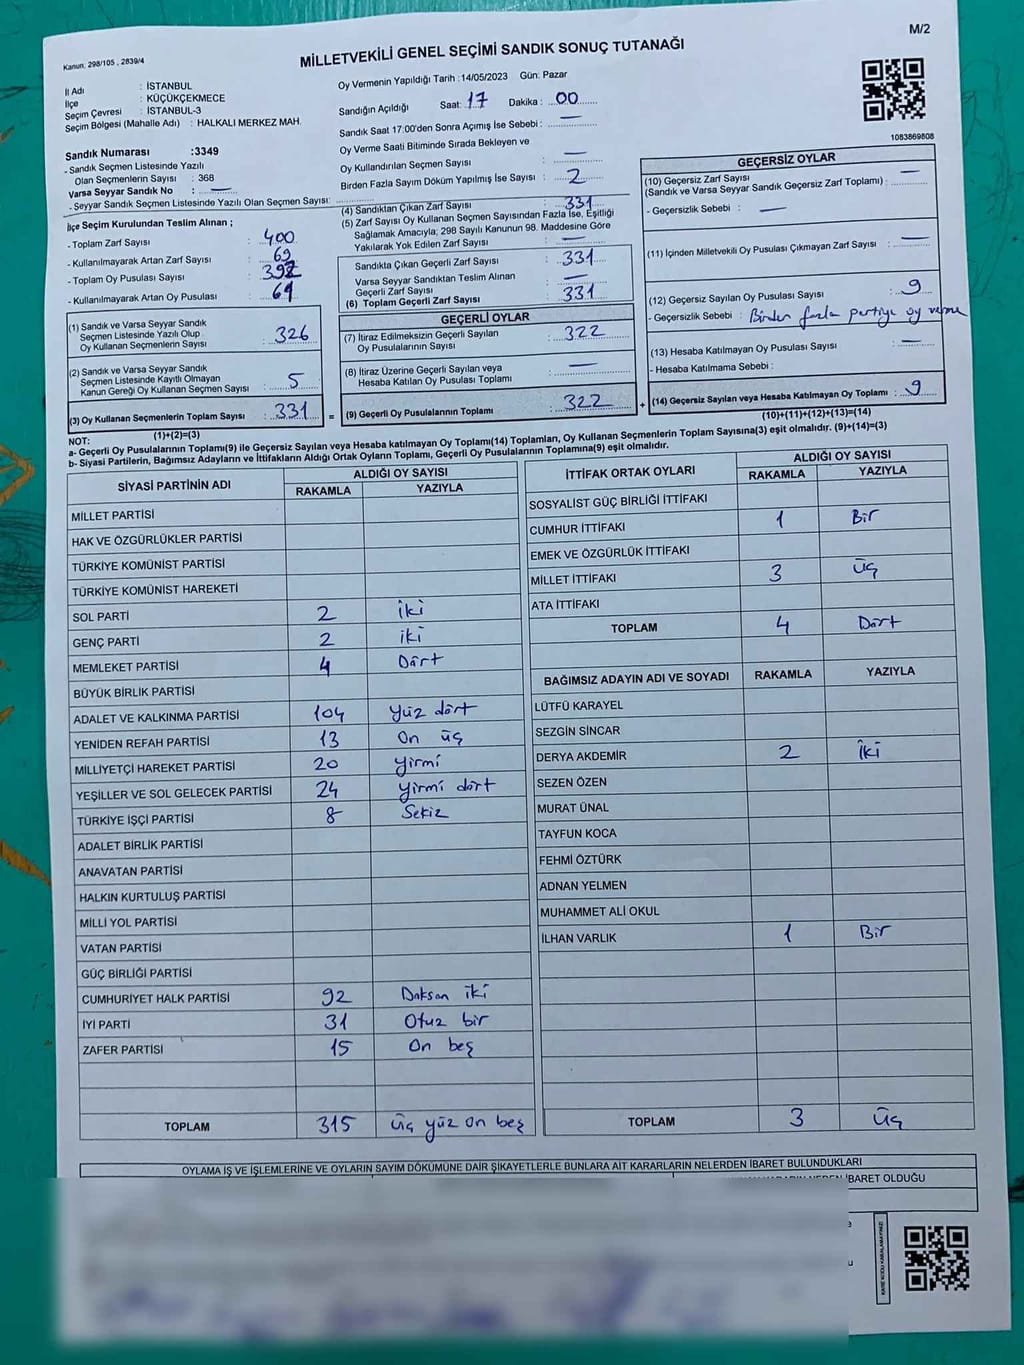 M/2
Kanun: 298/105 , 2839/4
MİLLETVEKİLİ GENEL SEÇİMİ SANDIK SONUÇ TUTANAĞI
İl Adı : İSTANBUL
İlçe : KÜÇÜKÇEKMECE
Seçim Çevresi : İSTANBUL-3
Seçim Bölgesi (Mahalle Adı) : HALKALI MERKEZ MAH.
Sandık Numarası :3349
- Sandık Seçmen Listesinde Yazılı
Olan Seçmenlerin Sayısı : 368
Varsa Seyyar Sandık No : —
- Seyyar Sandık Seçmen Listesinde Yazılı Olan Seçmen Sayısı:
Oy Vermenin Yapıldığı Tarih :14/05/2023 Gün: Pazar
Sandığın Açıldığı Saat: 17 Dakika : 00
Sandık Saat 17:00'den Sonra Açımış İse Sebebi : —
Oy Verme Saati Bitiminde Sırada Bekleyen ve
Oy Kullandırılan Seçmen Sayısı : —
Birden Fazla Sayım Döküm Yapılmış İse Sayısı : 2
1083869808
İlçe Seçim Kurulundan Teslim Alınan ;
- Toplam Zarf Sayısı : 400
- Kullanılmayarak Artan Zarf Sayısı : 69
- Toplam Oy Pusulası Sayısı : 392
- Kullanılmayarak Artan Oy Pusulası : 61
(1) Sandık ve Varsa Seyyar Sandık
Seçmen Listesinde Yazılı Olup
Oy Kullanan Seçmenlerin Sayısı : 326
(2) Sandık ve Varsa Seyyar Sandık
Seçmen Listesinde Kayıtlı Olmayan
Kanun Gereği Oy Kullanan Seçmen Sayısı : 5
(3) Oy Kullanan Seçmenlerin Toplam Sayısı : 331 =
(1)+(2)=(3)
(4) Sandıktan Çıkan Zarf Sayısı : 331
(5) Zarf Sayısı Oy Kullanan Seçmen Sayısından Fazla İse, Eşitliği
Sağlamak Amacıyla; 298 Sayılı Kanunun 98. Maddesine Göre
Yakılarak Yok Edilen Zarf Sayısı : —
Sandıkta Çıkan Geçerli Zarf Sayısı : 331
Varsa Seyyar Sandıktan Teslim Alınan
Geçerli Zarf Sayısı : —
(6) Toplam Geçerli Zarf Sayısı : 331
GEÇERLİ OYLAR
(7) İtiraz Edilmeksizin Geçerli Sayılan
Oy Pusulalarının Sayısı : 322
(8) İtiraz Üzerine Geçerli Sayılan veya
Hesaba Katılan Oy Pusulası Toplamı : —
(9) Geçerli Oy Pusulalarının Toplamı : 322 +
GEÇERSİZ OYLAR
(10) Geçersiz Zarf Sayısı
(Sandık ve Varsa Seyyar Sandık Geçersiz Zarf Toplamı) : —
- Geçersizlik Sebebi : —
(11) İçinden Milletvekili Oy Pusulası Çıkmayan Zarf Sayısı : —
(12) Geçersiz Sayılan Oy Pusulası Sayısı : 9
- Geçersizlik Sebebi : Birden fazla partiye oy verme
(13) Hesaba Katılmayan Oy Pusulası Sayısı : —
- Hesaba Katılmama Sebebi :
(14) Geçersiz Sayılan veya Hesaba Katılmayan Oy Toplamı : 9
(10)+(11)+(12)+(13)=(14)
NOT:
a- Geçerli Oy Pusulalarının Toplamı(9) ile Geçersiz Sayılan veya Hesaba katılmayan Oy Toplamı(14) Toplamları, Oy Kullanan Seçmenlerin Toplam Sayısına(3) eşit olmalıdır. (9)+(14)=(3)
b- Siyasi Partilerin, Bağımsız Adayların ve İttifakların Aldığı Ortak Oyların Toplamı, Geçerli Oy Pusulalarının Toplamına(9) eşit olmalıdır.
SİYASİ PARTİNİN ADI ALDIĞI OY SAYISI
RAKAMLA YAZIYLA
MİLLET PARTİSİ
HAK VE ÖZGÜRLÜKLER PARTİSİ
TÜRKİYE KOMÜNİST PARTİSİ
TÜRKİYE KOMÜNİST HAREKETİ
SOL PARTİ 2 iki
GENÇ PARTİ 2 iki
MEMLEKET PARTİSİ 4 Dört
BÜYÜK BİRLİK PARTİSİ
ADALET VE KALKINMA PARTİSİ 104 yüz dört
YENİDEN REFAH PARTİSİ 13 On üç
MİLLİYETÇİ HAREKET PARTİSİ 20 yirmi
YEŞİLLER VE SOL GELECEK PARTİSİ 24 yirmi dört
TÜRKİYE İŞÇİ PARTİSİ 8 Sekiz
ADALET BİRLİK PARTİSİ
ANAVATAN PARTİSİ
HALKIN KURTULUŞ PARTİSİ
MİLLİ YOL PARTİSİ
VATAN PARTİSİ
GÜÇ BİRLİĞİ PARTİSİ
CUMHURİYET HALK PARTİSİ 92 Doksan iki
İYİ PARTİ 31 Otuz bir
ZAFER PARTİSİ 15 On beş
TOPLAM 315 üç yüz on beş
İTTİFAK ORTAK OYLARI ALDIĞI OY SAYISI
RAKAMLA YAZIYLA
SOSYALİST GÜÇ BİRLİĞİ İTTİFAKI
CUMHUR İTTİFAKI 1 Bir
EMEK VE ÖZGÜRLÜK İTTİFAKI
MİLLET İTTİFAKI 3 üç
ATA İTTİFAKI
TOPLAM 4 Dört
BAĞIMSIZ ADAYIN ADI VE SOYADI RAKAMLA YAZIYLA
LÜTFÜ KARAYEL
SEZGİN SİNCAR
DERYA AKDEMİR 2 İki
SEZEN ÖZEN
MURAT ÜNAL
TAYFUN KOCA
FEHMİ ÖZTÜRK
ADNAN YELMEN
MUHAMMET ALİ OKUL
İLHAN VARLIK 1 Bir
TOPLAM 3 üç
OYLAMA İŞ VE İŞLEMLERİNE VE OYLARIN SAYIM DÖKÜMÜNE DAİR ŞİKAYETLERLE BUNLARA AİT KARARLARIN NELERDEN İBARET BULUNDUKLARI
İBARET OLDUĞU